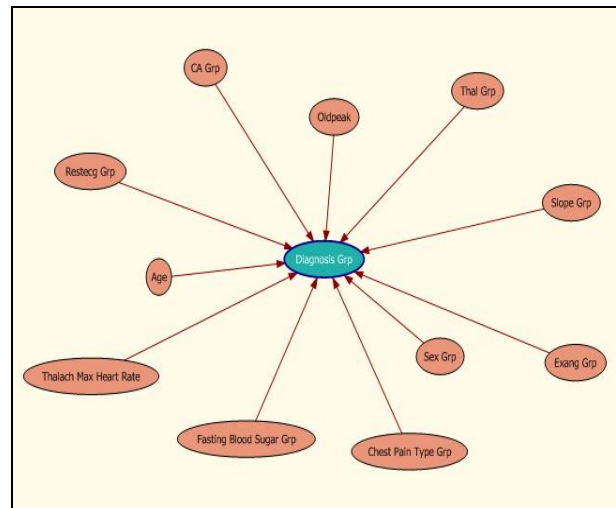 CA Grp
Thal Grp
Oldpeak
Restecg Grp
Slope Grp
Diagnosis Grp
Age
Sex Grp
Exang Grp
Thalach Max Heart Rate
Fasting Blood Sugar Grp
Chest Pain Type Grp